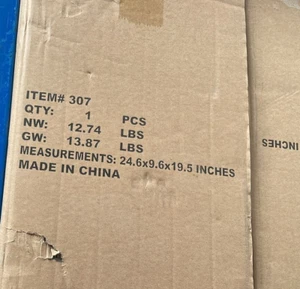 ITEM# 307
QTY: 1 PCS
NW: 12.74 LBS
GW: 13.87 LBS
MEASUREMENTS: 24.6x9.6x19.5 INCHES
MADE IN CHINA
INCHES